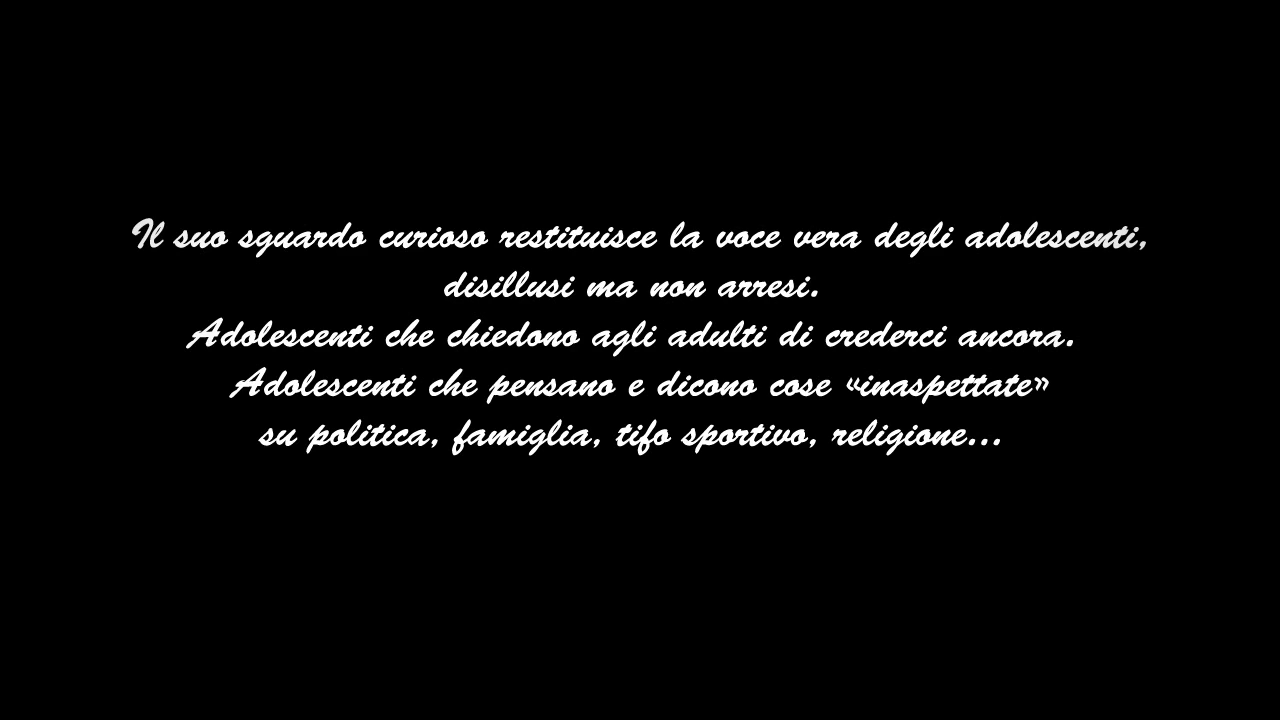 Il suo sguardo curioso restituisce la voce vera degli adolescenti,
disillusi ma non arresi.
Adolescenti che chiedono agli adulti di crederci ancora.
Adolescenti che pensano e dicono cose «inaspettate»
su politica, famiglia, tifo sportivo, religione...